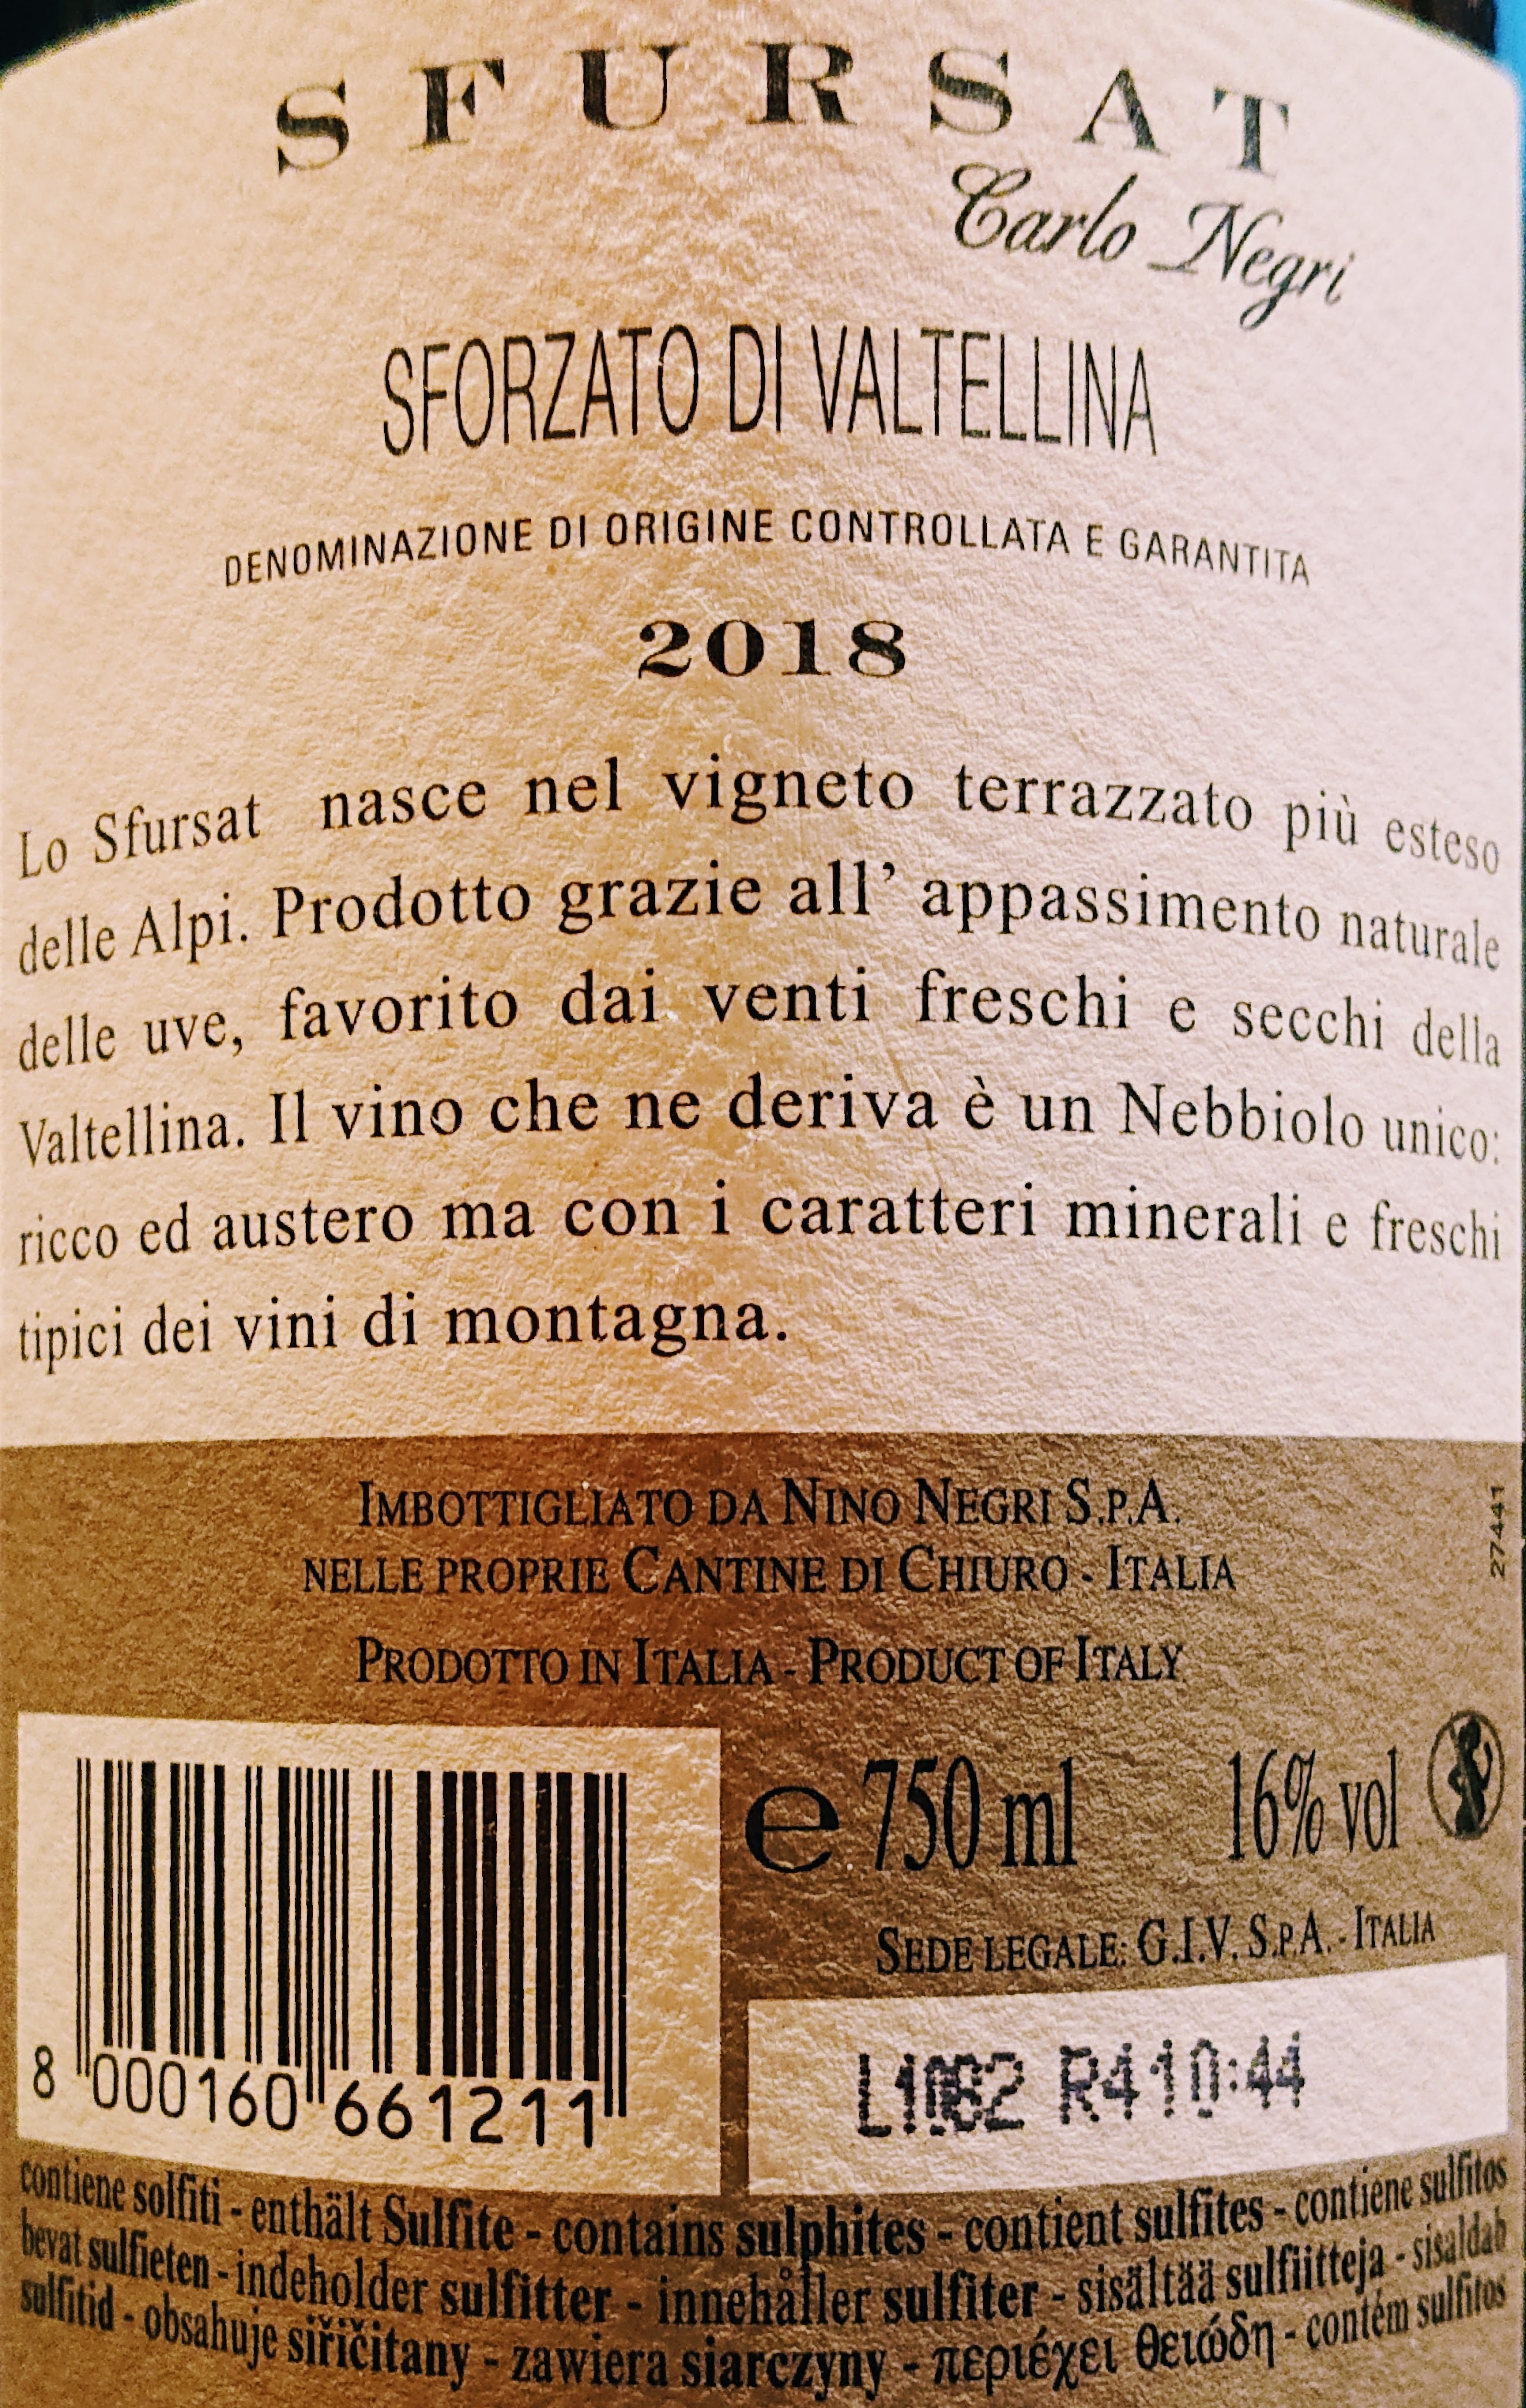 SFURSAT
Carlo Negri
SFORZATO DI VALTELLINA
DENOMINAZIONE DI ORIGINE CONTROLLATA E GARANTITA
2018
Lo Sfursat nasce nel vigneto terrazzato più esteso
delle Alpi. Prodotto grazie all' appassimento naturale
delle uve, favorito dai venti freschi e secchi della
Valtellina. Il vino che ne deriva è un Nebbiolo unico:
ricco ed austero ma con i caratteri minerali e freschi
tipici dei vini di montagna.
IMBOTTIGLIATO DA NINO NEGRI S.P.A.
NELLE PROPRIE CANTINE DI CHIURO - ITALIA
27441
PRODOTTO IN ITALIA - PRODUCT OF ITALY
e 750 ml 16% vol
SEDE LEGALE: G.I.V. S.P.A. - ITALIA
L1082 R4 10:44
8 000160 661211
contiene solfiti - enthält Sulfite - contains sulphites - contient sulfites - contiene sulfitos
bevat sulfieten - indeholder sulfitter - innehåller sulfiter - sisältää sulfiitteja - sisaldab
sulfitid - obsahuje siřičitany - zawiera siarczyny - περιέχει θειώδη - contém sulfitos